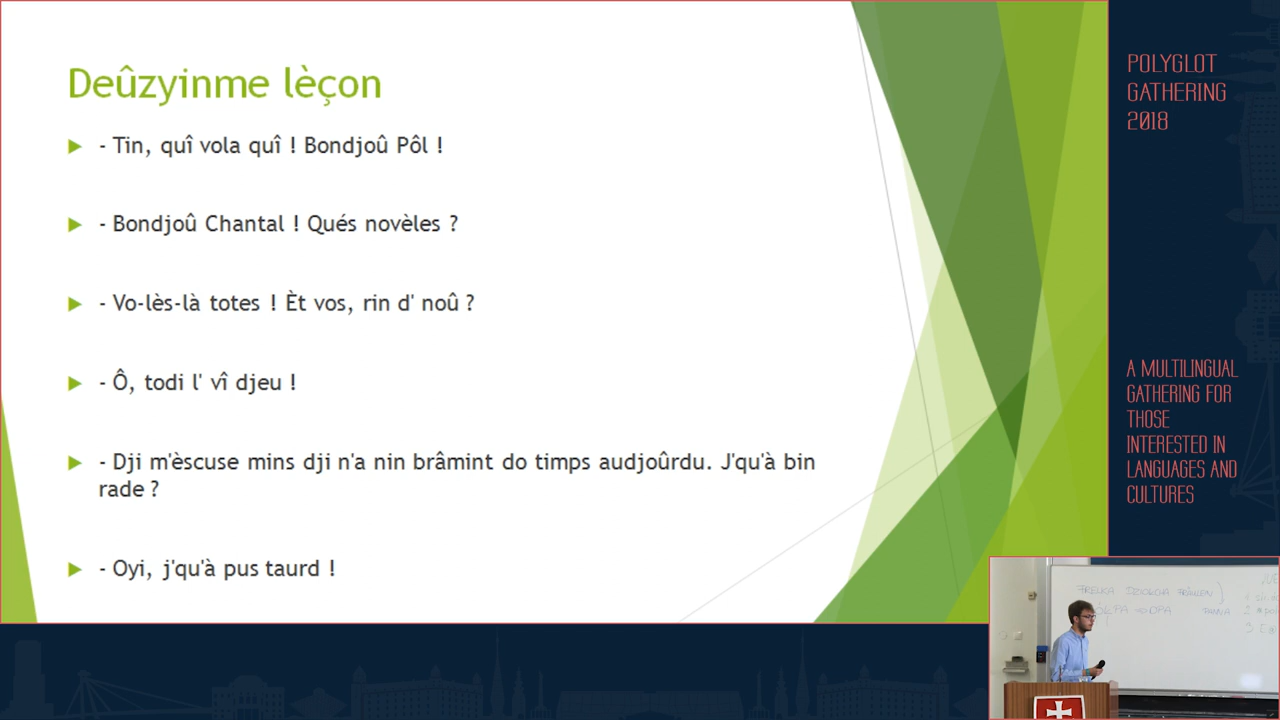 Deûzyinme lèçon
- Tin, quî vola quî ! Bondjoû Pôl !
- Bondjoû Chantal ! Qués novèles ?
- Vo-lès-là totes ! Èt vos, rin d' noû ?
- Ô, todi l' vî djeu !
- Dji m'èscuse mins dji n'a nin brâmint do timps audjoûrdu. J'qu'à bin
rade ?
- Oyi, j'qu'à pus taurd !
POLYGLOT
GATHERING
2018
A MULTILINGUAL
GATHERING FOR
THOSE
INTERESTED IN
LANGUAGES AND
CULTURES